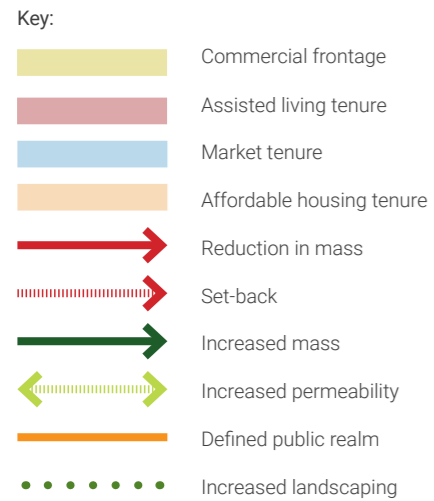 Key:
Commercial frontage
Assisted living tenure
Market tenure
Affordable housing tenure
Reduction in mass
Set-back
Increased mass
Increased permeability
Defined public realm
Increased landscaping